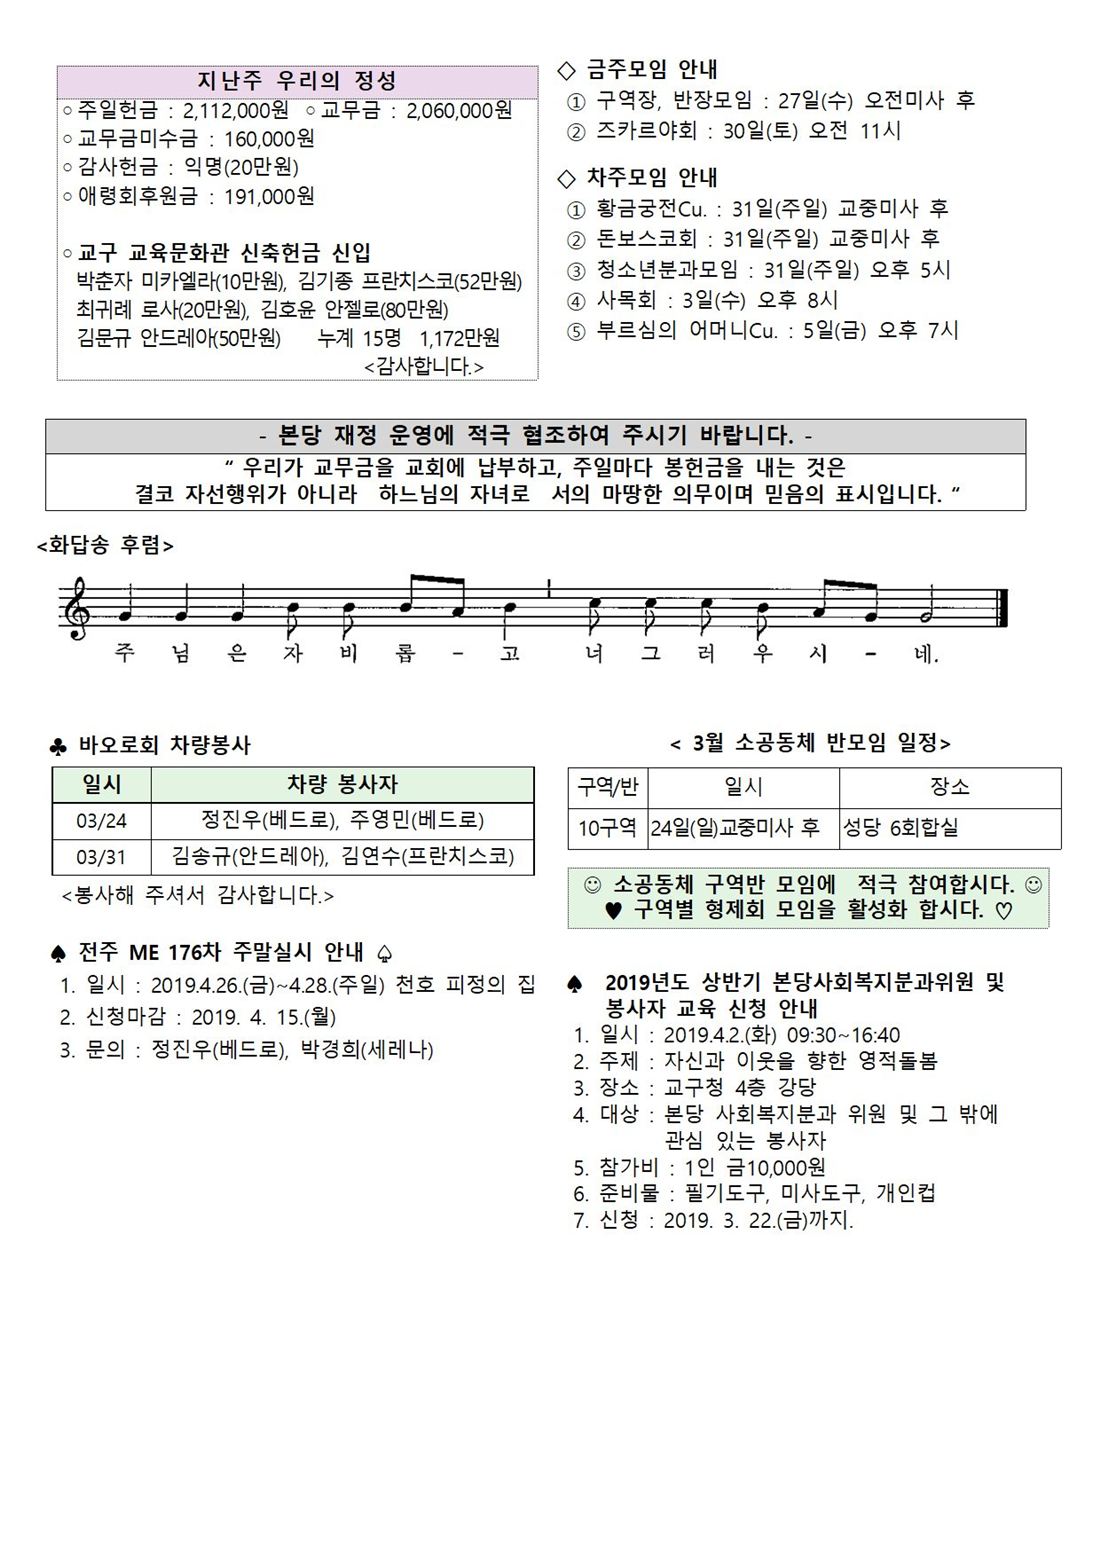 지난주 우리의 정성
○ 주일헌금 : 2,112,000원 ○ 교무금 : 2,060,000원
○ 교무금미수금 : 160,000원
○ 감사헌금 : 익명(20만원)
○ 애령회후원금 : 191,000원
○ 교구 교육문화관 신축헌금 신입
박춘자 미카엘라(10만원), 김기종 프란치스코(52만원)
최귀례 로사(20만원), 김호윤 안젤로(80만원)
김문규 안드레아(50만원) 누계 15명 1,172만원
<감사합니다.>
◇ 금주모임 안내
① 구역장, 반장모임 : 27일(수) 오전미사 후
② 즈카르야회 : 30일(토) 오전 11시
◇ 차주모임 안내
① 황금궁전Cu. : 31일(주일) 교중미사 후
② 돈보스코회 : 31일(주일) 교중미사 후
③ 청소년분과모임 : 31일(주일) 오후 5시
④ 사목회 : 3일(수) 오후 8시
⑤ 부르심의 어머니Cu. : 5일(금) 오후 7시
- 본당 재정 운영에 적극 협조하여 주시기 바랍니다. -
“ 우리가 교무금을 교회에 납부하고, 주일마다 봉헌금을 내는 것은
결코 자선행위가 아니라 하느님의 자녀로 서의 마땅한 의무이며 믿음의 표시입니다. “
<화답송 후렴>
주 님 은 자 비 롭 - 고 너 그 러 우 시 - 네.
♣ 바오로회 차량봉사
일시 차량 봉사자
03/24 정진우(베드로), 주영민(베드로)
03/31 김송규(안드레아), 김연수(프란치스코)
<봉사해 주셔서 감사합니다.>
♠ 전주 ME 176차 주말실시 안내 ♤
1. 일시 : 2019.4.26.(금)~4.28.(주일) 천호 피정의 집
2. 신청마감 : 2019. 4. 15.(월)
3. 문의 : 정진우(베드로), 박경희(세레나)
< 3월 소공동체 반모임 일정>
구역/반 일시 장소
10구역 24일(일)교중미사 후 성당 6회합실
☺ 소공동체 구역반 모임에 적극 참여합시다. ☺
♥ 구역별 형제회 모임을 활성화 합시다. ♡
♠ 2019년도 상반기 본당사회복지분과위원 및
봉사자 교육 신청 안내
1. 일시 : 2019.4.2.(화) 09:30~16:40
2. 주제 : 자신과 이웃을 향한 영적돌봄
3. 장소 : 교구청 4층 강당
4. 대상 : 본당 사회복지분과 위원 및 그 밖에
관심 있는 봉사자
5. 참가비 : 1인 금10,000원
6. 준비물 : 필기도구, 미사도구, 개인컵
7. 신청 : 2019. 3. 22.(금)까지.